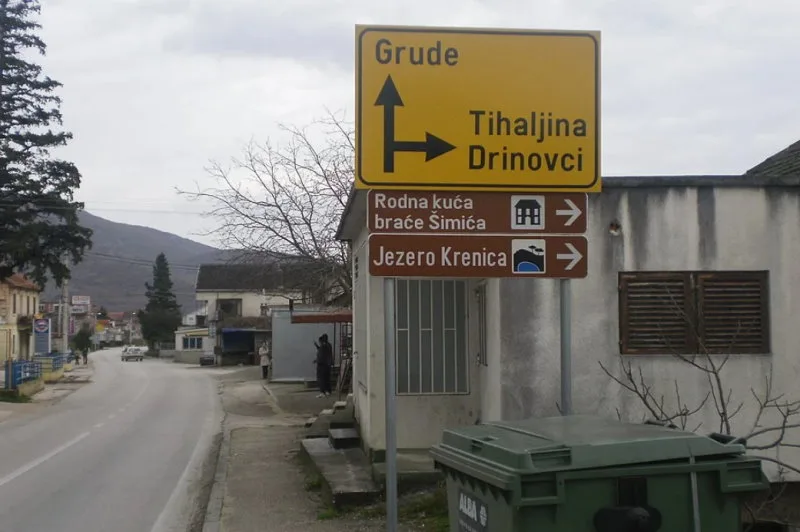 Grude
Tihaljina
Drinovci
Rodna kuća
braće Šimića
Jezero Krenica
ALBA